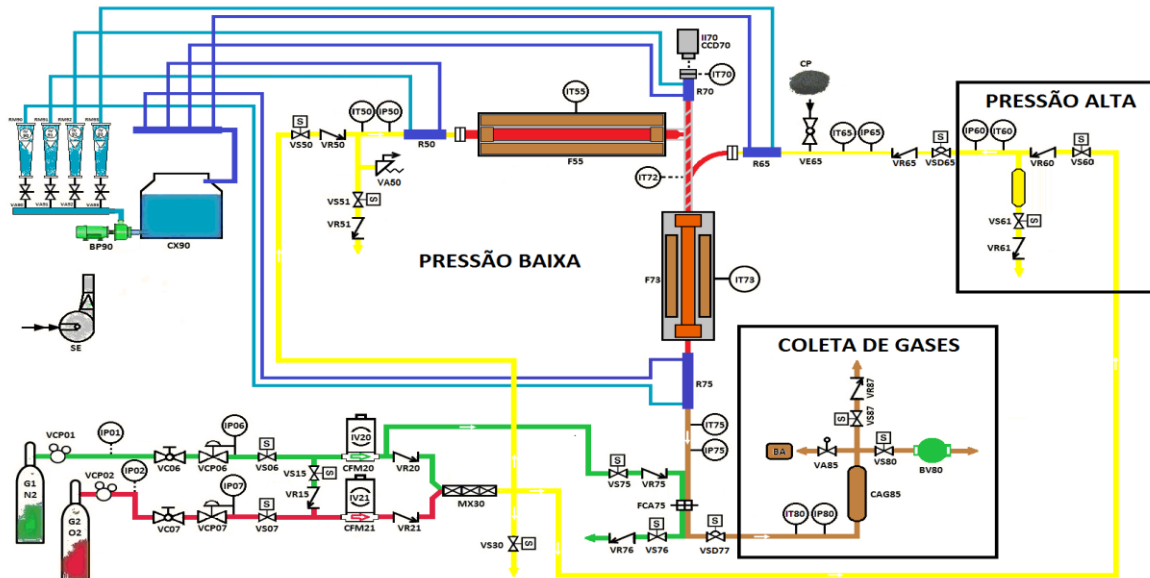 II70
CCD70
IT70
R70
CP
IT55
PRESSÃO ALTA
S
VS50
VR50
IT50
IP50
R50
F55
R65
VE65
IT65
IP65
VR65
S
VSD65
IP60
IT60
VR60
S
VS60
VA50
IT72
VS51
S
VR51
VS61
S
VR61
BP90
CX90
PRESSÃO BAIXA
F73
IT73
SE
COLETA DE GASES
R75
VR87
S
VS87
IT75
IP75
BA
VA85
S
VS80
BV80
CAG85
IT80
IP80
VCP01
IP01
VC06
IP06
VCP06
S
VS06
IV20
CFM20
VR20
VS15
S
VR15
G1
N2
VCP02
IP02
VC07
IP07
VCP07
S
VS07
IV21
CFM21
VR21
G2
O2
MX30
VS30
S
S
VS75
VR75
FCA75
VR76
S
VS76
S
VSD77